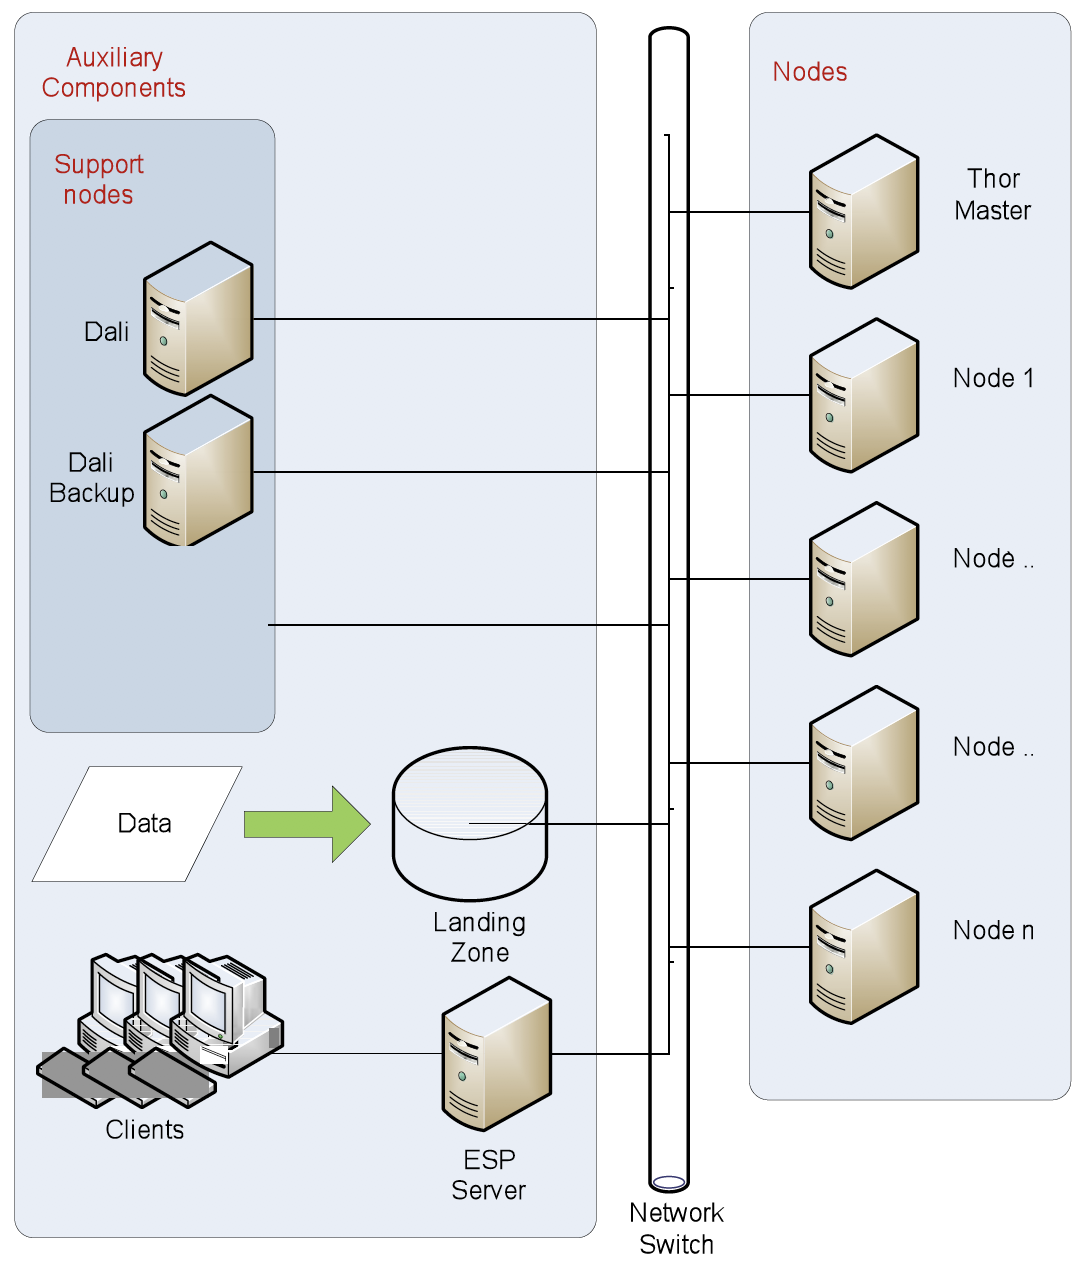 Auxiliary
Components
Support
nodes
Dali
Dali
Backup
Data
Landing
Zone
Clients
ESP
Server
Network
Switch
Nodes
Thor
Master
Node 1
Node ..
Node ..
Node n